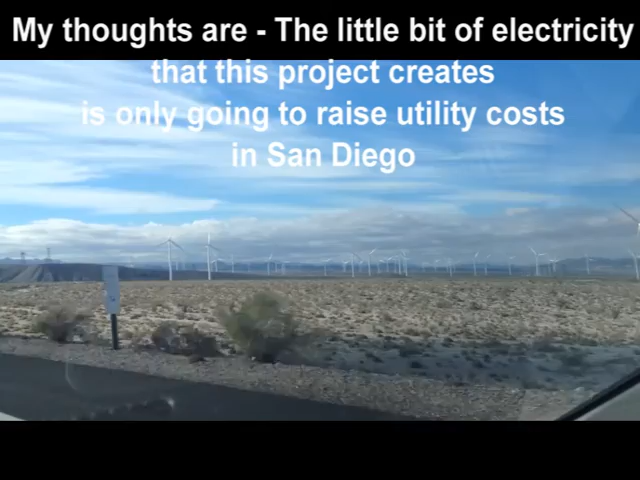 My thoughts are - The little bit of electricity
that this project creates
is only going to raise utility costs
in San Diego